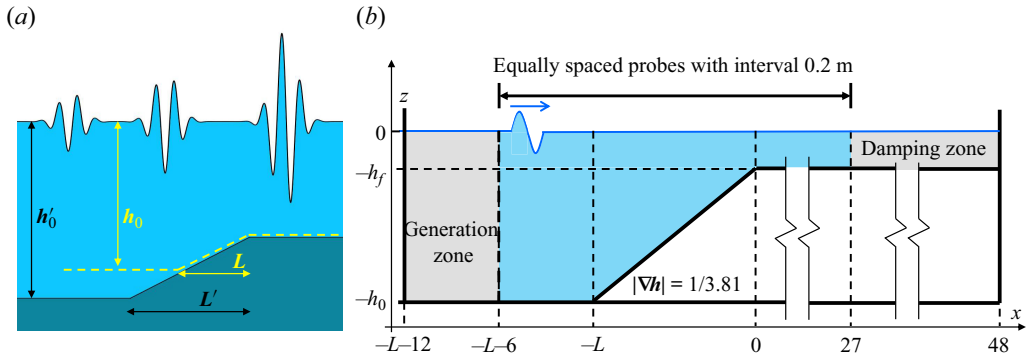 (a)
h′0
h0
L
L′
(b)
Equally spaced probes with interval 0.2 m
z
0
Damping zone
–hf
Generation
zone
|∇h| = 1/3.81
–h0
x
–L–12
–L–6
–L
0
27
48